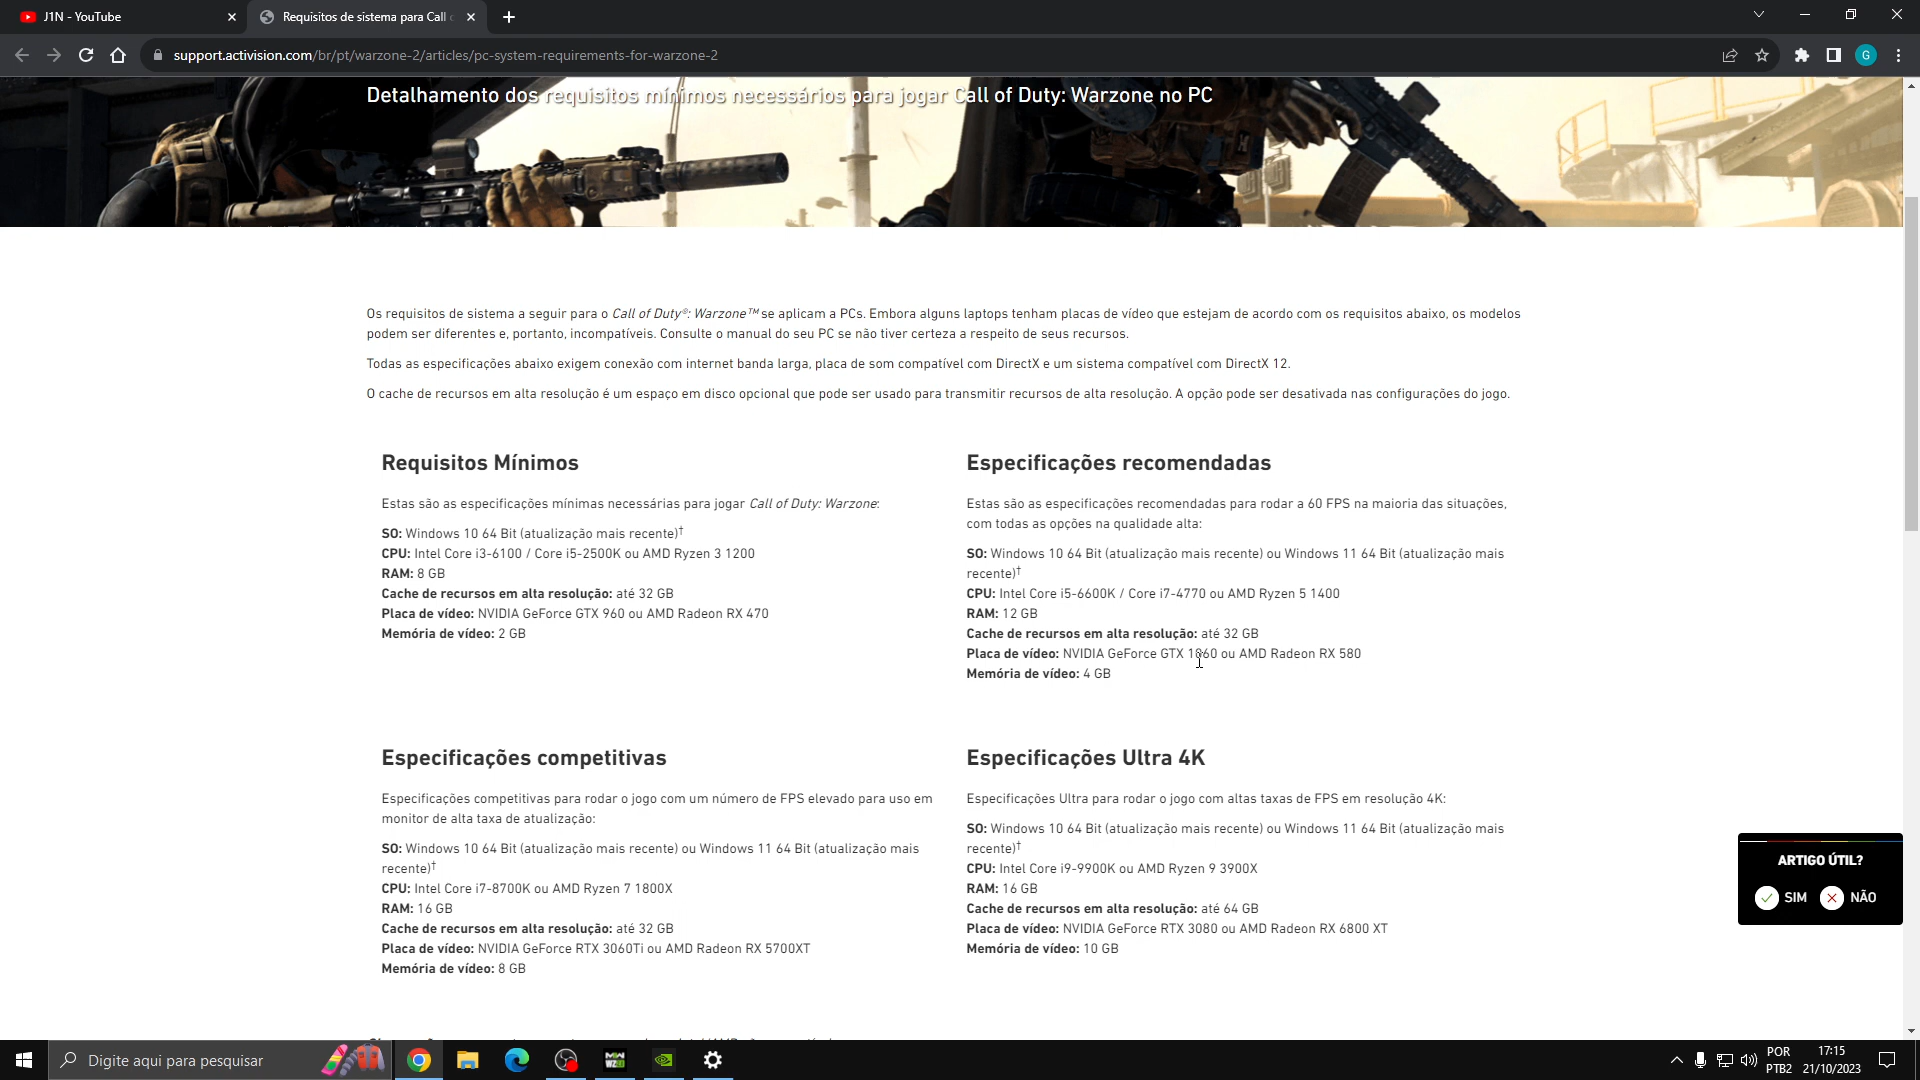 J1N - YouTube
Requisitos de sistema para Call
support.activision.com/br/pt/warzone-2/articles/pc-system-requirements-for-warzone-2
G
Detalhamento dos requisitos mínimos necessários para jogar Call of Duty: Warzone no PC
Os requisitos de sistema a seguir para o Call of Duty®: Warzone™ se aplicam a PCs. Embora alguns laptops tenham placas de vídeo que estejam de acordo com os requisitos abaixo, os modelos
podem ser diferentes e, portanto, incompatíveis. Consulte o manual do seu PC se não tiver certeza a respeito de seus recursos.
Todas as especificações abaixo exigem conexão com internet banda larga, placa de som compatível com DirectX e um sistema compatível com DirectX 12.
O cache de recursos em alta resolução é um espaço em disco opcional que pode ser usado para transmitir recursos de alta resolução. A opção pode ser desativada nas configurações do jogo.
Requisitos Mínimos
Estas são as especificações mínimas necessárias para jogar Call of Duty: Warzone:
SO: Windows 10 64 Bit (atualização mais recente)†
CPU: Intel Core i3-6100 / Core i5-2500K ou AMD Ryzen 3 1200
RAM: 8 GB
Cache de recursos em alta resolução: até 32 GB
Placa de vídeo: NVIDIA GeForce GTX 960 ou AMD Radeon RX 470
Memória de vídeo: 2 GB
Especificações recomendadas
Estas são as especificações recomendadas para rodar a 60 FPS na maioria das situações,
com todas as opções na qualidade alta:
SO: Windows 10 64 Bit (atualização mais recente) ou Windows 11 64 Bit (atualização mais
recente)†
CPU: Intel Core i5-6600K / Core i7-4770 ou AMD Ryzen 5 1400
RAM: 12 GB
Cache de recursos em alta resolução: até 32 GB
Placa de vídeo: NVIDIA GeForce GTX 1060 ou AMD Radeon RX 580
Memória de vídeo: 4 GB
Especificações competitivas
Especificações competitivas para rodar o jogo com um número de FPS elevado para uso em
monitor de alta taxa de atualização:
SO: Windows 10 64 Bit (atualização mais recente) ou Windows 11 64 Bit (atualização mais
recente)†
CPU: Intel Core i7-8700K ou AMD Ryzen 7 1800X
RAM: 16 GB
Cache de recursos em alta resolução: até 32 GB
Placa de vídeo: NVIDIA GeForce RTX 3060Ti ou AMD Radeon RX 5700XT
Memória de vídeo: 8 GB
Especificações Ultra 4K
Especificações Ultra para rodar o jogo com altas taxas de FPS em resolução 4K:
SO: Windows 10 64 Bit (atualização mais recente) ou Windows 11 64 Bit (atualização mais
recente)†
CPU: Intel Core i9-9900K ou AMD Ryzen 9 3900X
RAM: 16 GB
Cache de recursos em alta resolução: até 64 GB
Placa de vídeo: NVIDIA GeForce RTX 3080 ou AMD Radeon RX 6800 XT
Memória de vídeo: 10 GB
ARTIGO ÚTIL?
SIM NÃO
Digite aqui para pesquisar
POR
PTB2
17:15
21/10/2023